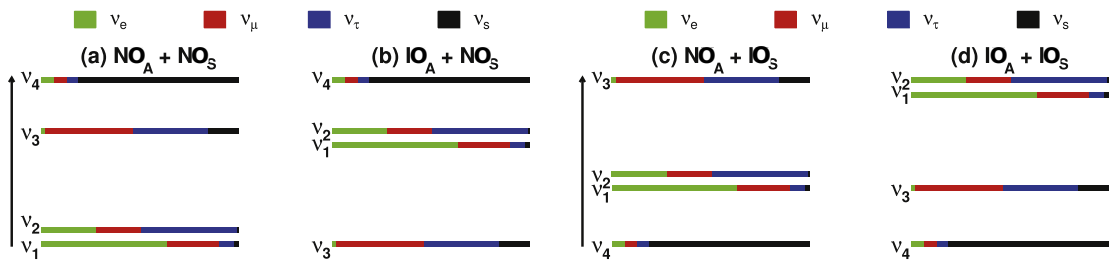 νe νμ ντ νs νe νμ ντ νs
(a) NOA + NOS
ν4
ν3
ν2
ν1
(b) IOA + NOS
ν4
ν2
ν1
ν3
(c) NOA + IOS
ν3
ν2
ν1
ν4
(d) IOA + IOS
ν2
ν1
ν3
ν4